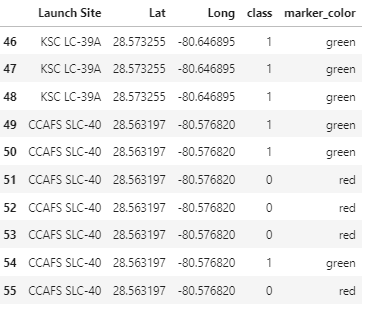 Launch Site Lat Long class marker_color
46 KSC LC-39A 28.573255 -80.646895 1 green
47 KSC LC-39A 28.573255 -80.646895 1 green
48 KSC LC-39A 28.573255 -80.646895 1 green
49 CCAFS SLC-40 28.563197 -80.576820 1 green
50 CCAFS SLC-40 28.563197 -80.576820 1 green
51 CCAFS SLC-40 28.563197 -80.576820 0 red
52 CCAFS SLC-40 28.563197 -80.576820 0 red
53 CCAFS SLC-40 28.563197 -80.576820 0 red
54 CCAFS SLC-40 28.563197 -80.576820 1 green
55 CCAFS SLC-40 28.563197 -80.576820 0 red